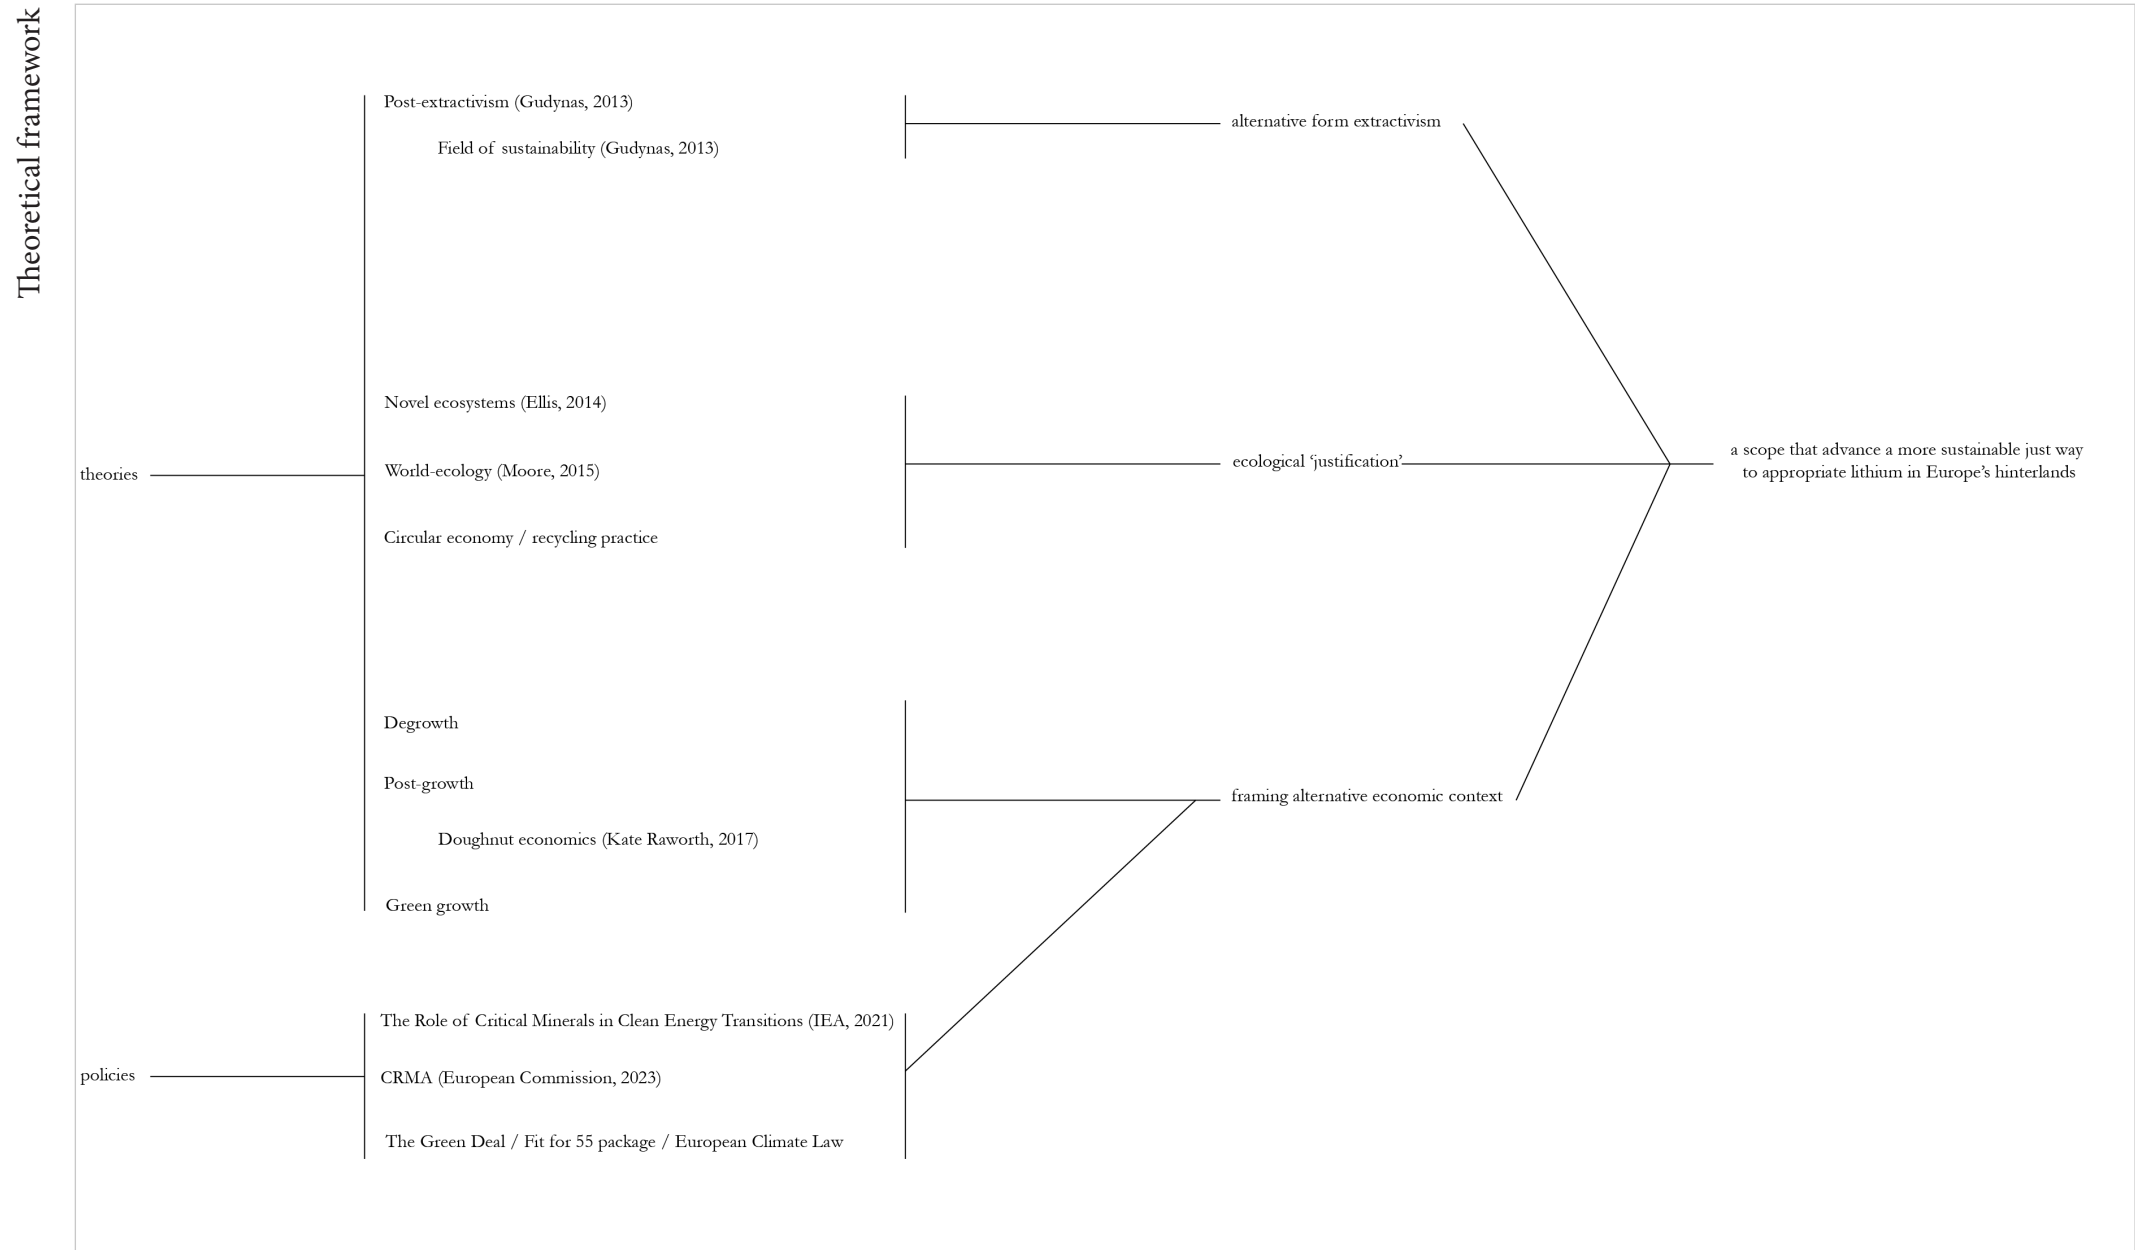 Theoretical framework
theories
Post-extractivism (Gudynas, 2013)
Field of sustainability (Gudynas, 2013)
Novel ecosystems (Ellis, 2014)
World-ecology (Moore, 2015)
Circular economy / recycling practice
Degrowth
Post-growth
Doughnut economics (Kate Raworth, 2017)
Green growth
policies
The Role of Critical Minerals in Clean Energy Transitions (IEA, 2021)
CRMA (European Commission, 2023)
The Green Deal / Fit for 55 package / European Climate Law
alternative form extractivism
ecological ‘justification’
framing alternative economic context
a scope that advance a more sustainable just way
to appropriate lithium in Europe’s hinterlands